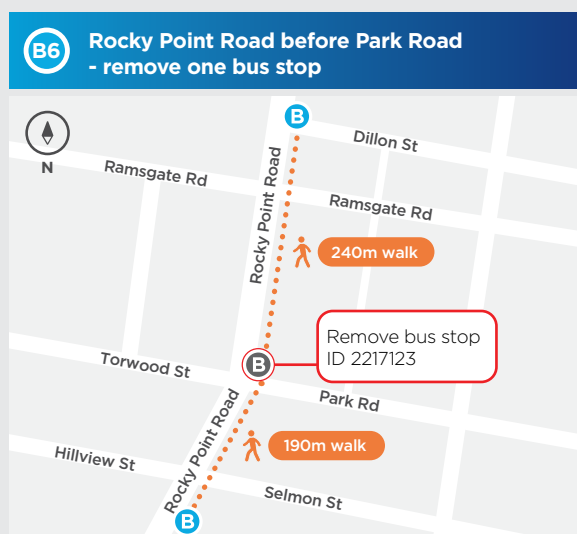 B6
Rocky Point Road before Park Road
- remove one bus stop
N
B
Dillon St
Ramsgate Rd
Rocky Point Road
Ramsgate Rd
240m walk
Remove bus stop
ID 2217123
B
Torwood St
Park Rd
Rocky Point Road
190m walk
Hillview St
Selmon St
B